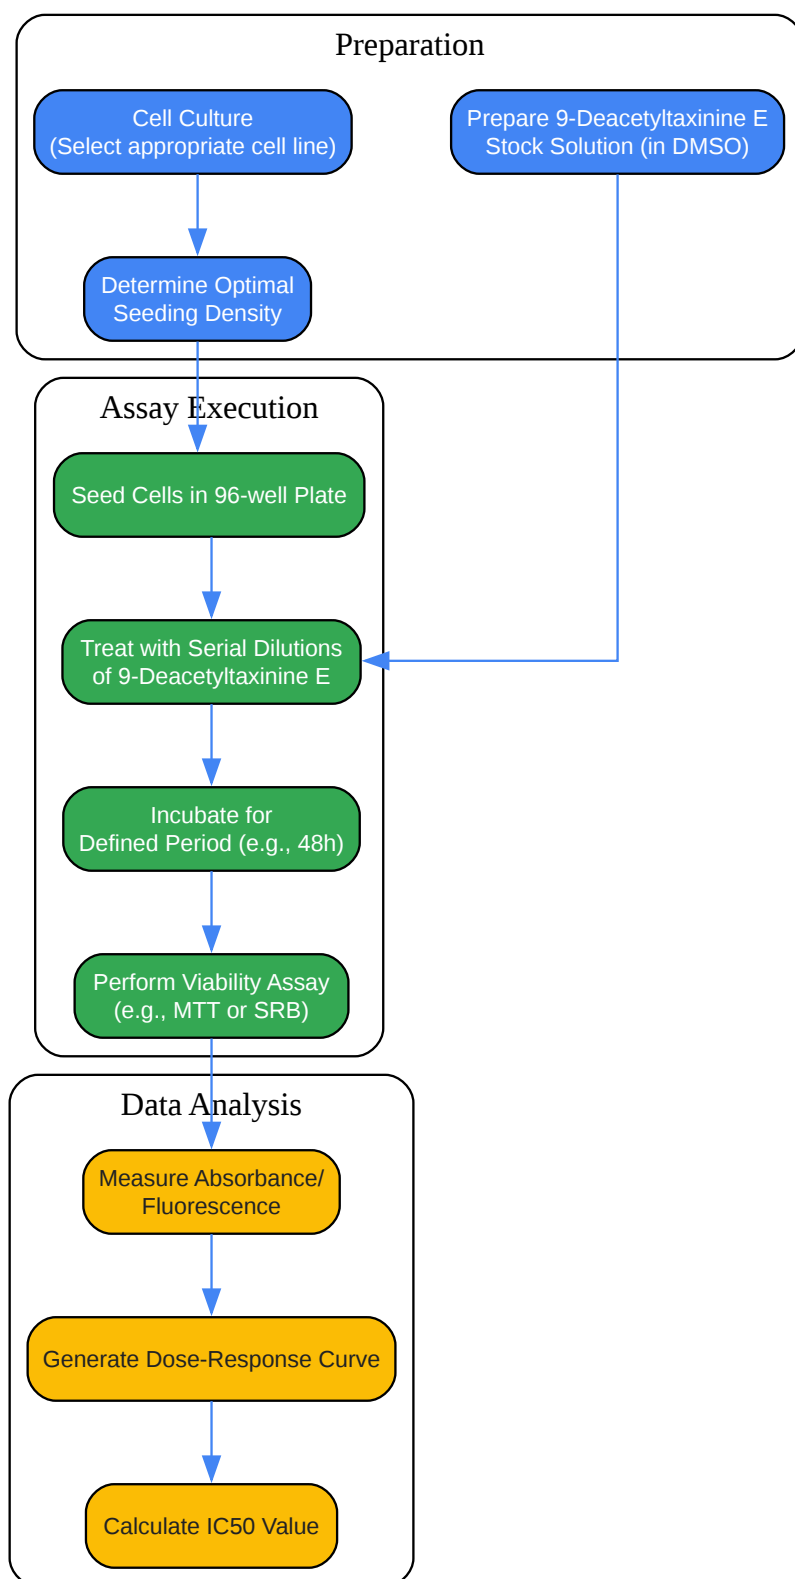 Preparation
Cell Culture
(Select appropriate cell line)
Prepare 9-Deacetyltaxinine E
Stock Solution (in DMSO)
Determine Optimal
Seeding Density
Assay Execution
Seed Cells in 96-well Plate
Treat with Serial Dilutions
of 9-Deacetyltaxinine E
Incubate for
Defined Period (e.g., 48h)
Perform Viability Assay
(e.g., MTT or SRB)
Data Analysis
Measure Absorbance/
Fluorescence
Generate Dose-Response Curve
Calculate IC50 Value